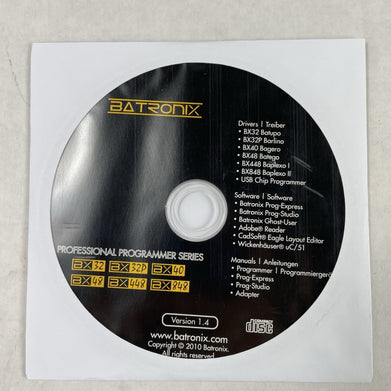 BATRONIX
Drivers | Treiber
• BX32 Batupo
• BX32P Barlino
• BX40 Bagero
• BX48 Batego
• BX448 Baplexo I
• BX848 Baplexo II
• USB Chip Programmer
Software | Software
• Batronix Prog-Express
• Batronix Prog-Studio
• Batronix Ghost-User
• Adobe® Reader
• CadSoft® Eagle Layout Editor
• Wickenhäuser® uC/51
Manuals | Anleitungen
• Programmer | Programmiergerä
• Prog-Express
• Prog-Studio
• Adapter
PROFESSIONAL PROGRAMMER SERIES
BX32 BX32P BX40
BX48 BX448 BX848
Version 1.4
www.batronix.com
Copyright © 2010 Batronix.
All rights reserved
COMPACT
disc